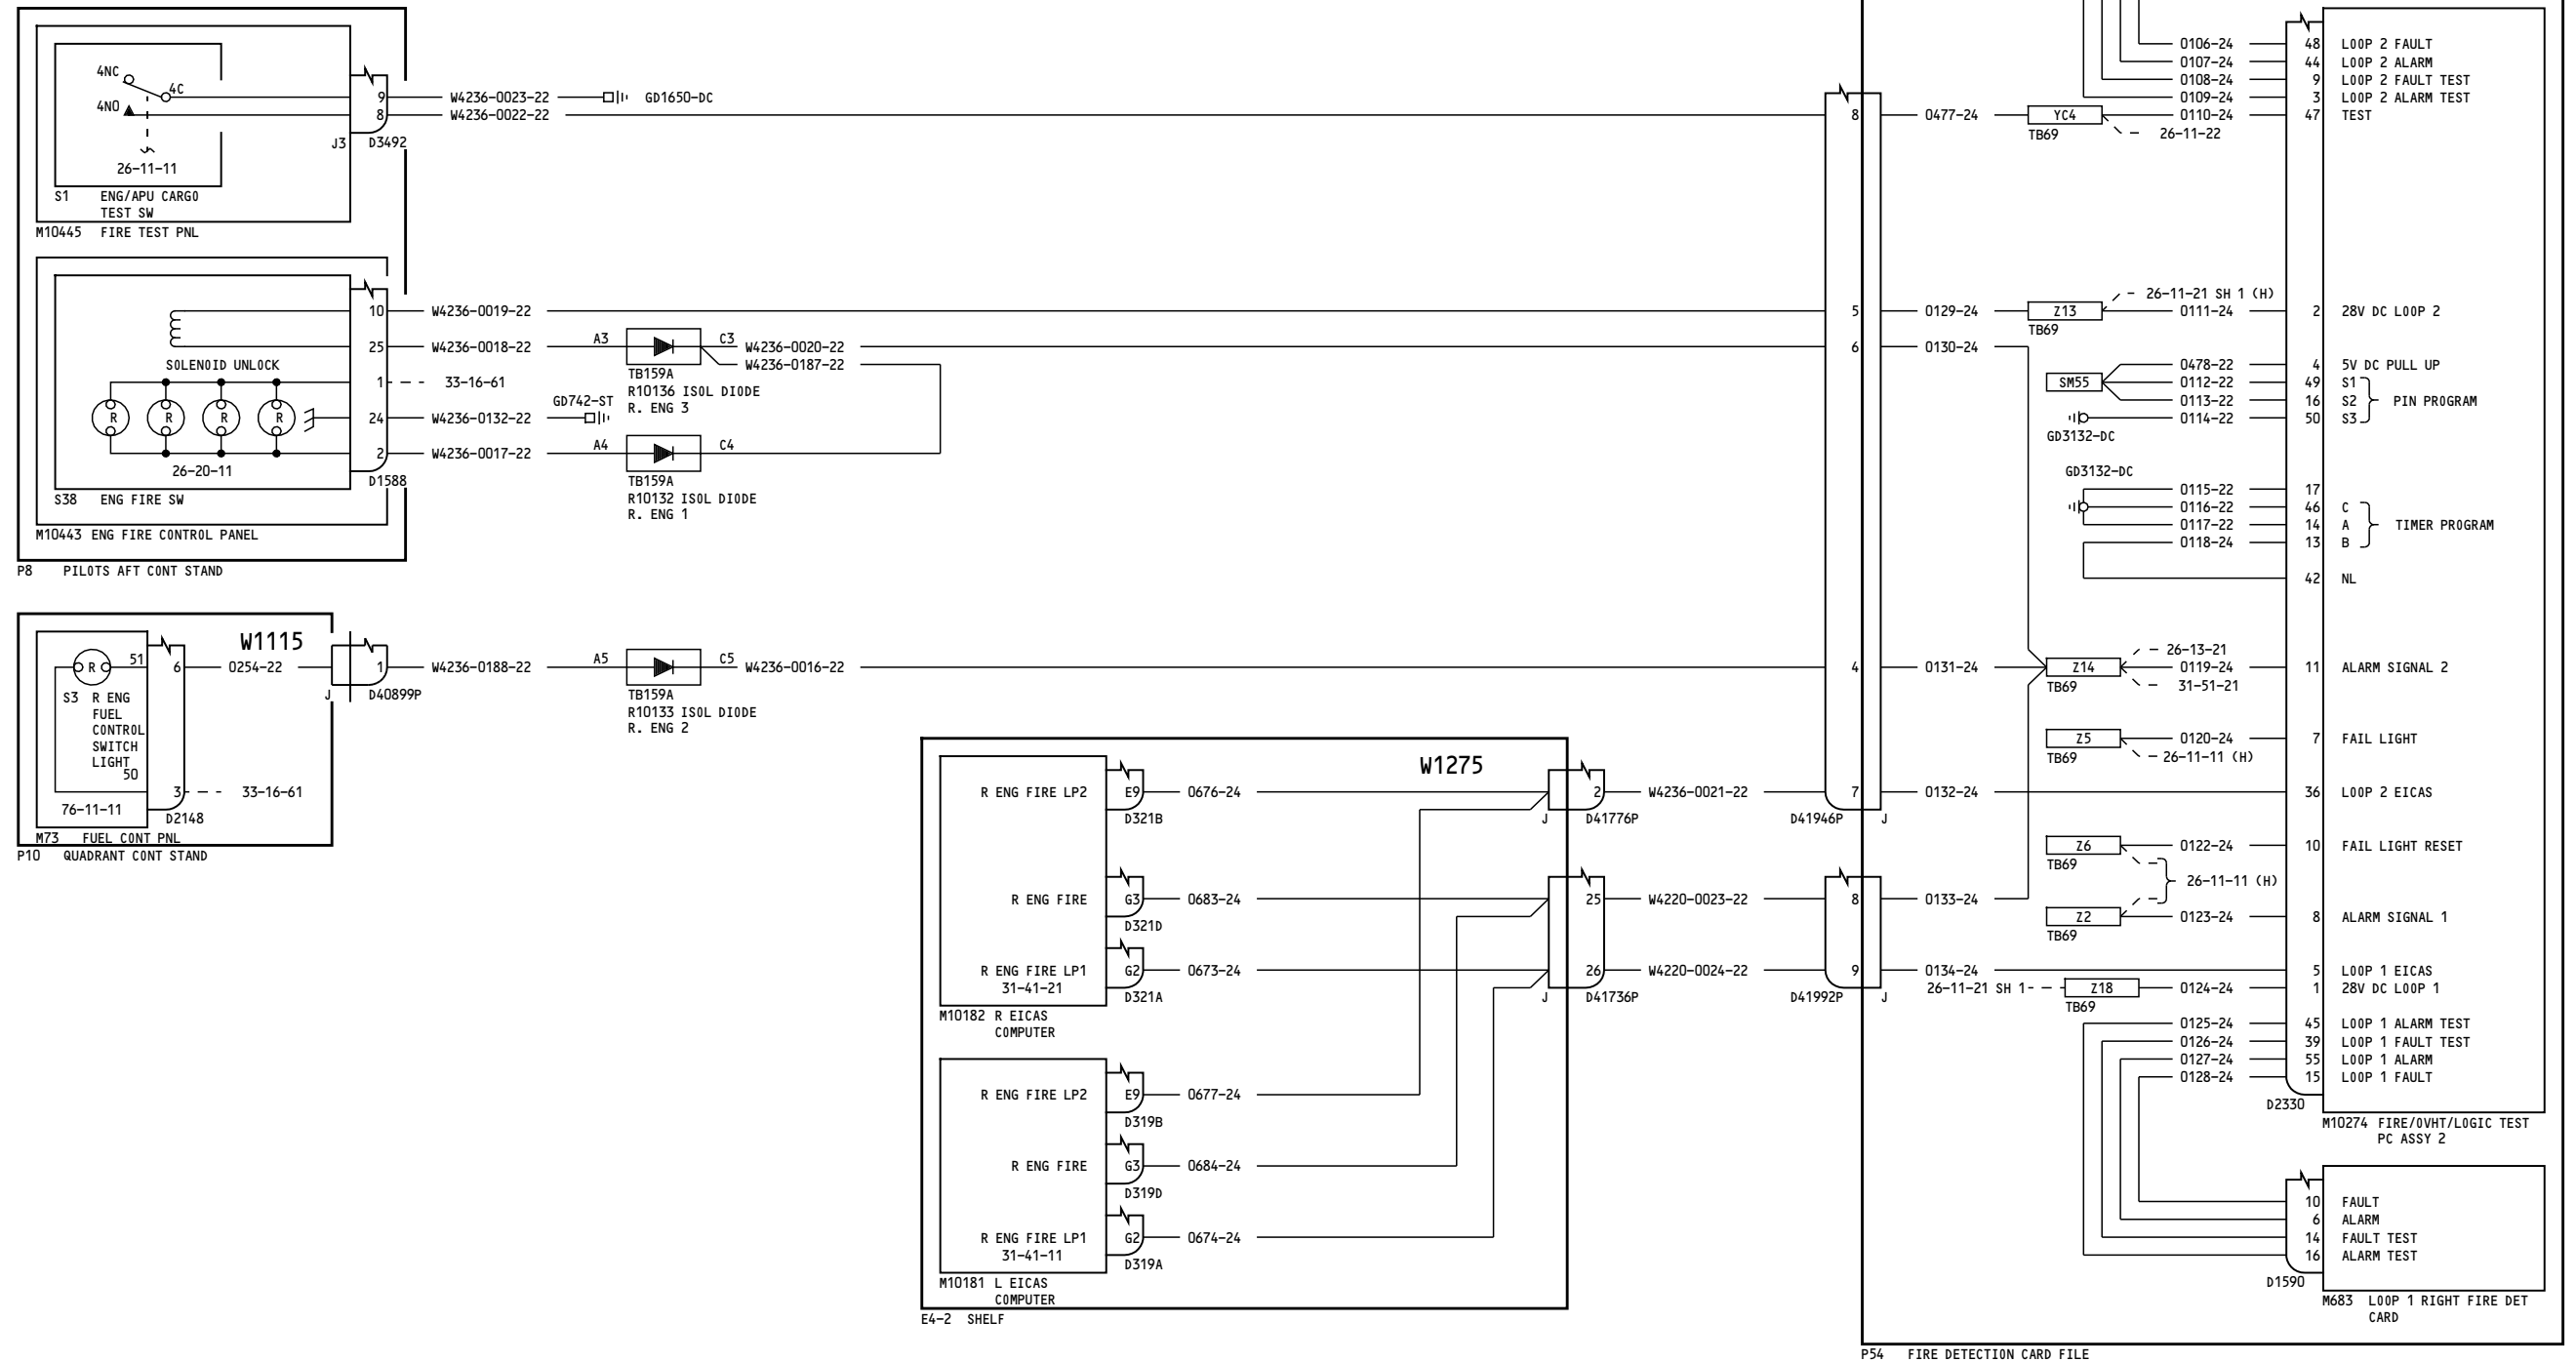 4NC
4C
4NO
26-11-11
S1 ENG/APU CARGO
TEST SW
M10445 FIRE TEST PNL
9
8
J3 D3492
W4236-0023-22 GD1650-DC
W4236-0022-22
SOLENOID UNLOCK
R R R R
26-20-11
S38 ENG FIRE SW
M10443 ENG FIRE CONTROL PANEL
P8 PILOTS AFT CONT STAND
10 W4236-0019-22
25 W4236-0018-22
1 33-16-61
24 W4236-0132-22 GD742-ST
2 W4236-0017-22
D1588
A3 C3 W4236-0020-22
W4236-0187-22
TB159A
R10136 ISOL DIODE
R. ENG 3
A4 C4
TB159A
R10132 ISOL DIODE
R. ENG 1
W1115
R 51 6 0254-22 1 W4236-0188-22
S3 R ENG
FUEL
CONTROL
SWITCH
LIGHT
50
3 33-16-61
76-11-11
D2148
M73 FUEL CONT PNL
P10 QUADRANT CONT STAND
J D40899P
A5 C5 W4236-0016-22
TB159A
R10133 ISOL DIODE
R. ENG 2
W1275
R ENG FIRE LP2 E9 0676-24
D321B
R ENG FIRE G3 0683-24
D321D
R ENG FIRE LP1 G2 0673-24
31-41-21
D321A
M10182 R EICAS
COMPUTER
R ENG FIRE LP2 E9 0677-24
D319B
R ENG FIRE G3 0684-24
D319D
R ENG FIRE LP1 G2 0674-24
31-41-11
D319A
M10181 L EICAS
COMPUTER
E4-2 SHELF
2 W4236-0021-22 7 0132-24
J D41776P D41946P J
25 W4220-0023-22 8 0133-24
26 W4220-0024-22 9 0134-24
J D41736P D41992P J
8 0477-24 YC4
TB69
26-11-22
5 0129-24 Z13
TB69
26-11-21 SH 1 (H)
6 0130-24
4 0131-24 Z14
TB69
26-13-21
31-51-21
0106-24 48 LOOP 2 FAULT
0107-24 44 LOOP 2 ALARM
0108-24 9 LOOP 2 FAULT TEST
0109-24 3 LOOP 2 ALARM TEST
0110-24 47 TEST
0111-24 2 28V DC LOOP 2
0478-22 4 5V DC PULL UP
SM55 0112-22 49 S1
0113-22 16 S2 PIN PROGRAM
0114-22 50 S3
GD3132-DC
GD3132-DC
0115-22 17
0116-22 46 C
0117-22 14 A TIMER PROGRAM
0118-24 13 B
42 NL
0119-24 11 ALARM SIGNAL 2
Z5 0120-24 7 FAIL LIGHT
TB69 26-11-11 (H)
36 LOOP 2 EICAS
Z6 0122-24 10 FAIL LIGHT RESET
TB69
26-11-11 (H)
Z2 0123-24 8 ALARM SIGNAL 1
TB69
5 LOOP 1 EICAS
26-11-21 SH 1 Z18 0124-24 1 28V DC LOOP 1
TB69
0125-24 45 LOOP 1 ALARM TEST
0126-24 39 LOOP 1 FAULT TEST
0127-24 55 LOOP 1 ALARM
0128-24 15 LOOP 1 FAULT
D2330
M10274 FIRE/OVHT/LOGIC TEST
PC ASSY 2
10 FAULT
6 ALARM
14 FAULT TEST
16 ALARM TEST
D1590
M683 LOOP 1 RIGHT FIRE DET
CARD
P54 FIRE DETECTION CARD FILE